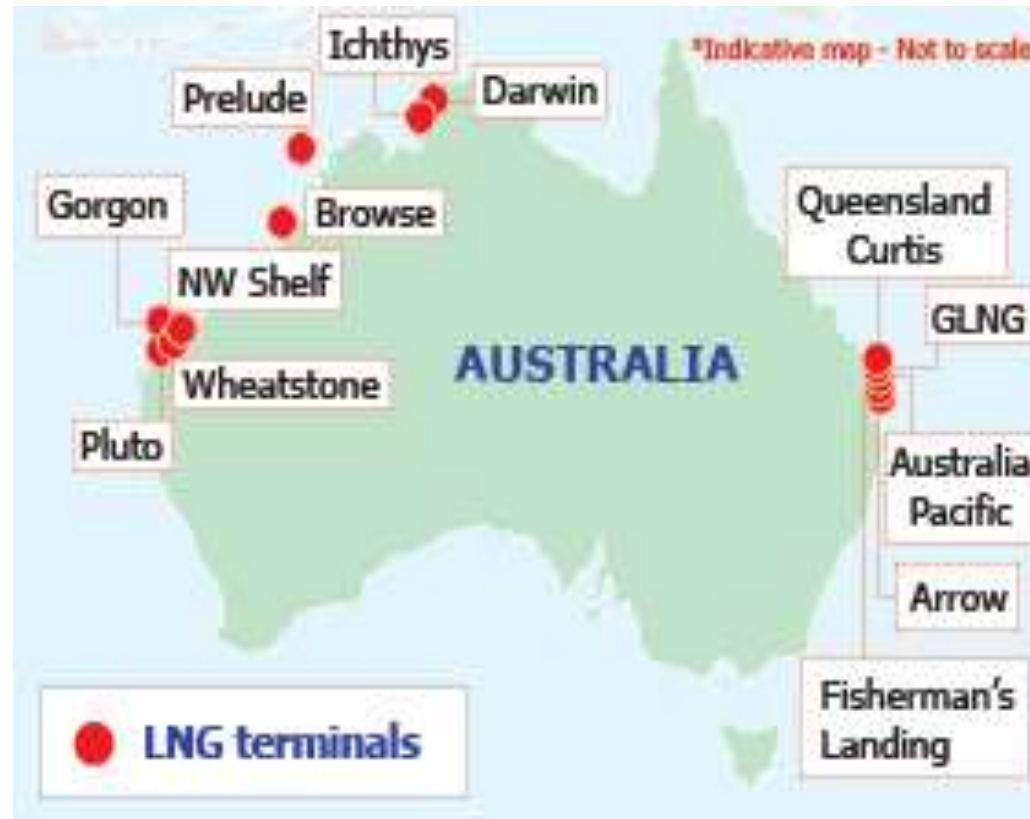 Ichthys
*Indicative map - Not to scale
Prelude
Darwin
Gorgon
Browse
Queensland
Curtis
NW Shelf
GLNG
AUSTRALIA
Wheatstone
Pluto
Australia
Pacific
Arrow
Fisherman's
Landing
LNG terminals